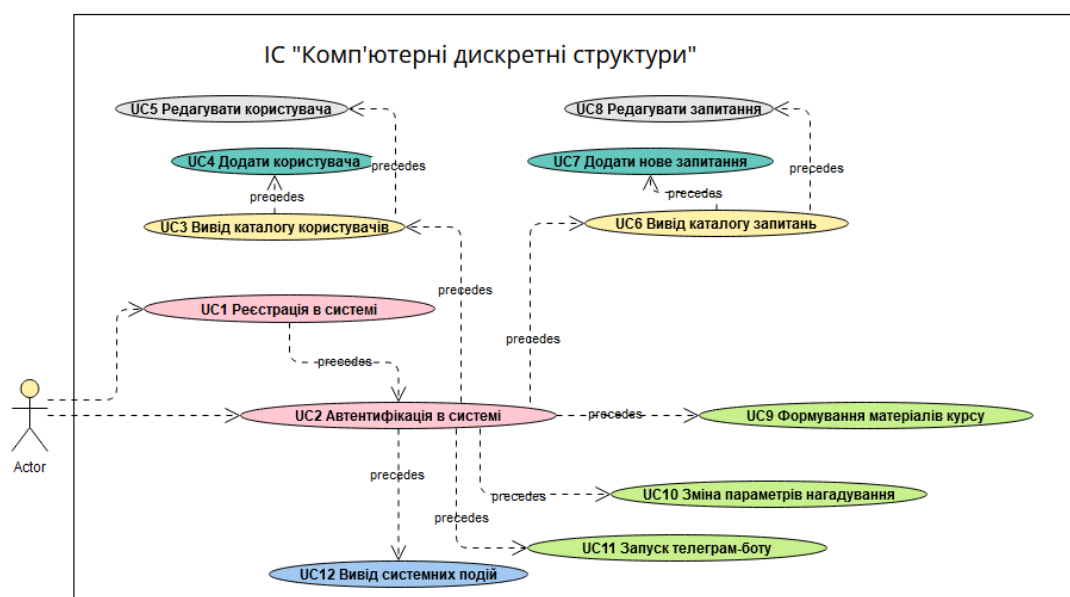 ІС "Комп'ютерні дискретні структури"
UC5 Редагувати користувача
UC8 Редагувати запитання
UC4 Додати користувача
precedes
UC7 Додати нове запитання
precedes
precedes
precedes
UC3 Вивід каталогу користувачів
UC6 Вивід каталогу запитань
precedes
UC1 Реєстрація в системі
precedes
precedes
UC2 Автентифікація в системі
precedes
UC9 Формування матеріалів курсу
Actor
precedes
precedes
UC10 Зміна параметрів нагадування
precedes
UC11 Запуск телеграм-боту
UC12 Вивід системних подій